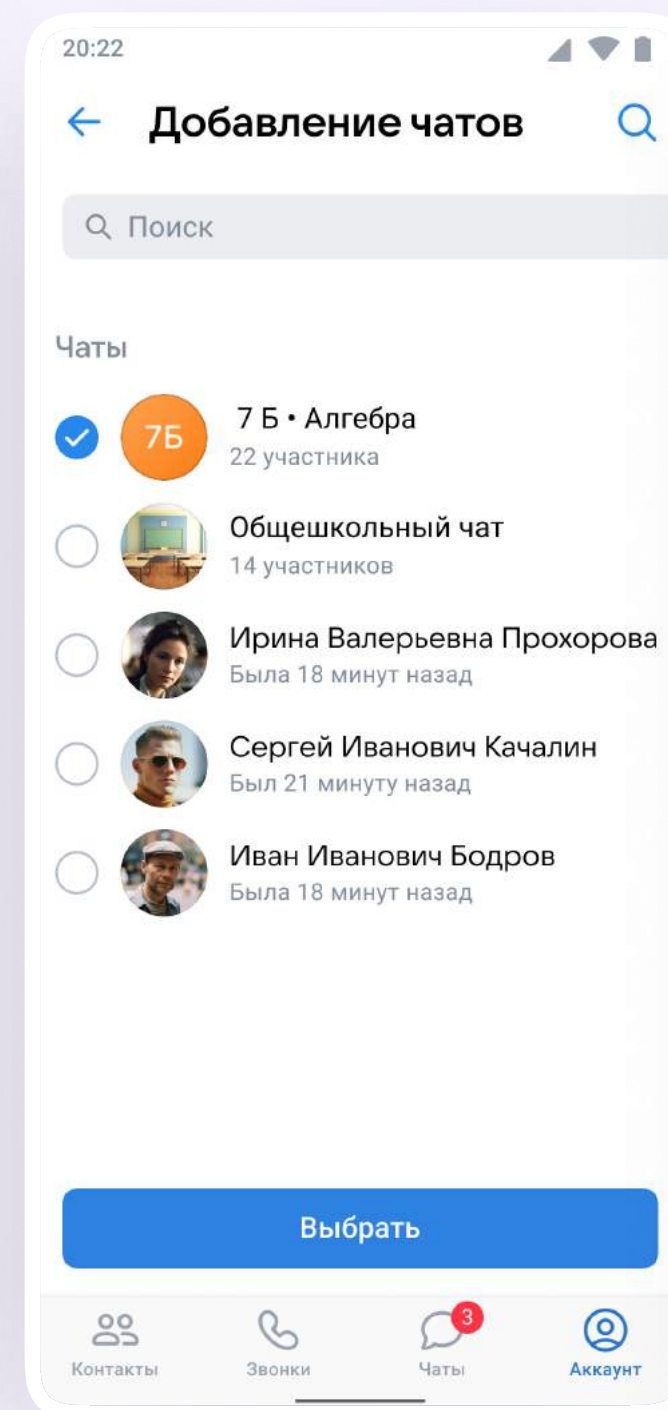 20:22
Добавление чатов
Поиск
Чаты
7Б
7 Б • Алгебра
22 участника
Общешкольный чат
14 участников
Ирина Валерьевна Прохорова
Была 18 минут назад
Сергей Иванович Качалин
Был 21 минуту назад
Иван Иванович Бодров
Была 18 минут назад
Выбрать
3
Контакты
Звонки
Чаты
Аккаунт